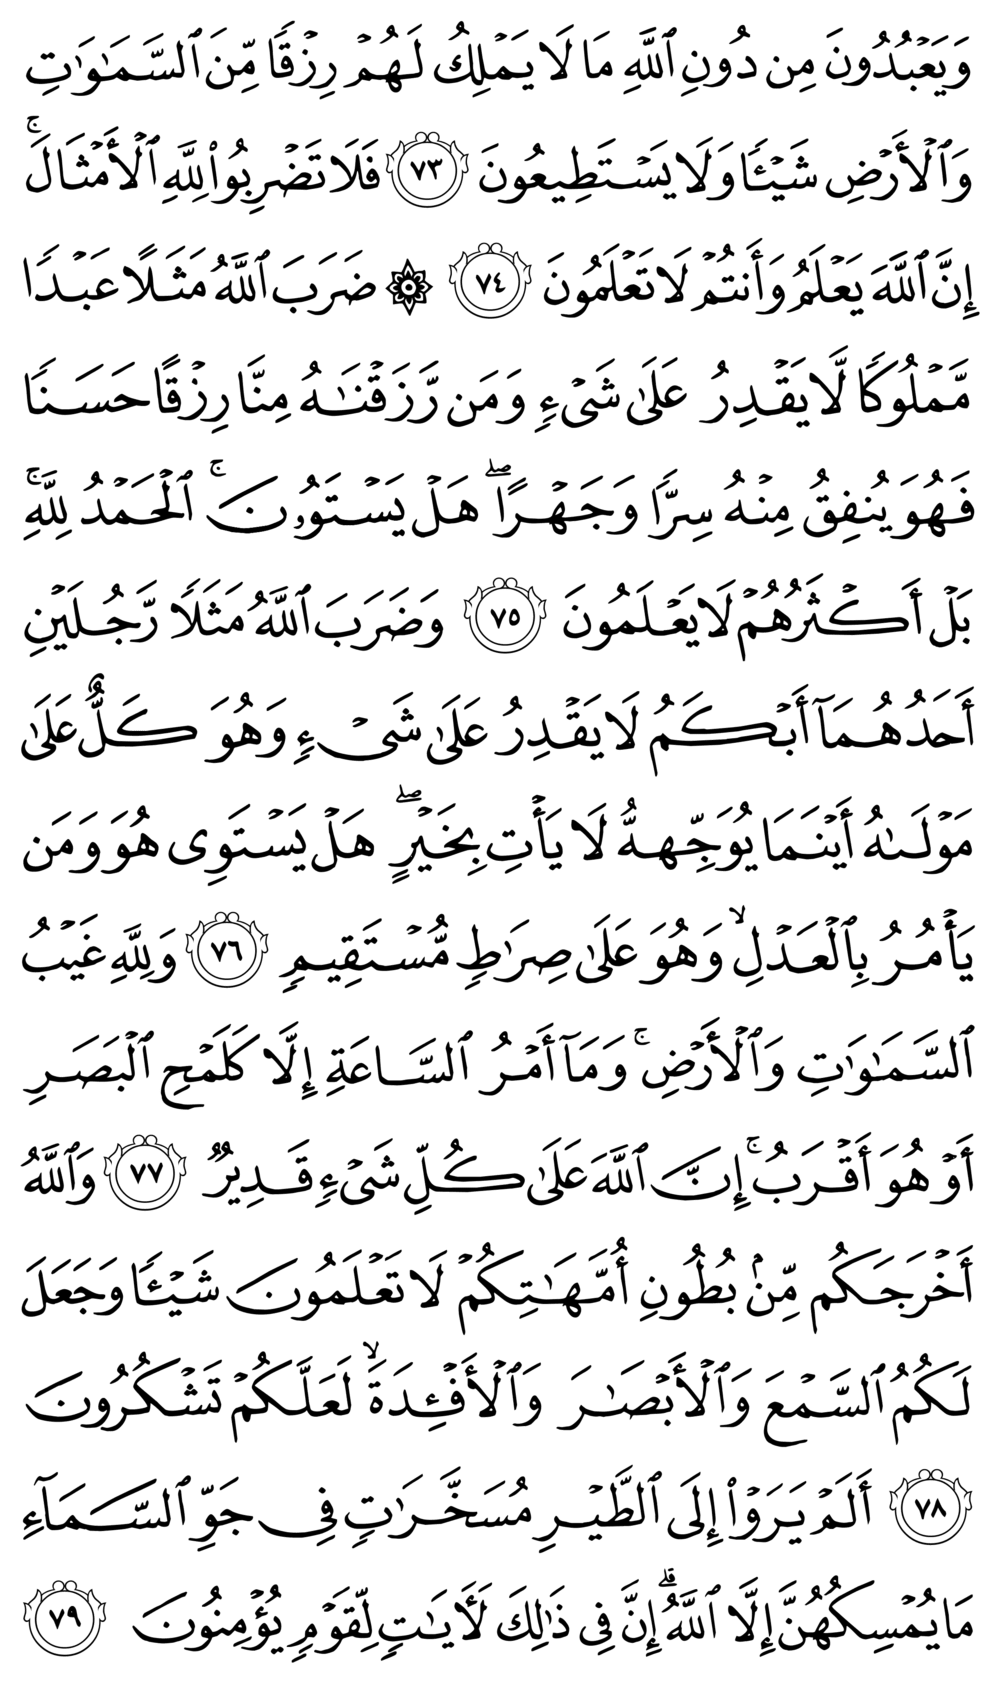 وَيَعۡبُدُونَ مِن دُونِ ٱللَّهِ مَا لَا يَمۡلِكُ لَهُمۡ رِزۡقٗا مِّنَ ٱلسَّمَٰوَٰتِ
وَٱلۡأَرۡضِ شَيۡـٔٗا وَلَا يَسۡتَطِيعُونَ ٧٣ فَلَا تَضۡرِبُواْ لِلَّهِ ٱلۡأَمۡثَالَۚ
إِنَّ ٱللَّهَ يَعۡلَمُ وَأَنتُمۡ لَا تَعۡلَمُونَ ٧٤ ۞ ضَرَبَ ٱللَّهُ مَثَلًا عَبۡدٗا
مَّمۡلُوكٗا لَّا يَقۡدِرُ عَلَىٰ شَيۡءٖ وَمَن رَّزَقۡنَٰهُ مِنَّا رِزۡقًا حَسَنٗا
فَهُوَ يُنفِقُ مِنۡهُ سِرّٗا وَجَهۡرًاۖ هَلۡ يَسۡتَوُۥنَۚ ٱلۡحَمۡدُ لِلَّهِۚ
بَلۡ أَكۡثَرُهُمۡ لَا يَعۡلَمُونَ ٧٥ وَضَرَبَ ٱللَّهُ مَثَلٗا رَّجُلَيۡنِ
أَحَدُهُمَآ أَبۡكَمُ لَا يَقۡدِرُ عَلَىٰ شَيۡءٖ وَهُوَ كَلٌّ عَلَىٰ
مَوۡلَىٰهُ أَيۡنَمَا يُوَجِّههُّ لَا يَأۡتِ بِخَيۡرٍۖ هَلۡ يَسۡتَوِي هُوَ وَمَن
يَأۡمُرُ بِٱلۡعَدۡلِۙ وَهُوَ عَلَىٰ صِرَٰطٖ مُّسۡتَقِيمٖ ٧٦ وَلِلَّهِ غَيۡبُ
ٱلسَّمَٰوَٰتِ وَٱلۡأَرۡضِۚ وَمَآ أَمۡرُ ٱلسَّاعَةِ إِلَّا كَلَمۡحِ ٱلۡبَصَرِ
أَوۡ هُوَ أَقۡرَبُۚ إِنَّ ٱللَّهَ عَلَىٰ كُلِّ شَيۡءٖ قَدِيرٞ ٧٧ وَٱللَّهُ
أَخۡرَجَكُم مِّنۢ بُطُونِ أُمَّهَٰتِكُمۡ لَا تَعۡلَمُونَ شَيۡـٔٗا وَجَعَلَ
لَكُمُ ٱلسَّمۡعَ وَٱلۡأَبۡصَٰرَ وَٱلۡأَفۡـِٔدَةَۙ لَعَلَّكُمۡ تَشۡكُرُونَ
٧٨ أَلَمۡ يَرَوۡاْ إِلَى ٱلطَّيۡرِ مُسَخَّرَٰتٖ فِي جَوِّ ٱلسَّمَآءِ
مَا يُمۡسِكُهُنَّ إِلَّا ٱللَّهُۚ إِنَّ فِي ذَٰلِكَ لَأٓيَٰتٖ لِّقَوۡمٖ يُؤۡمِنُونَ ٧٩